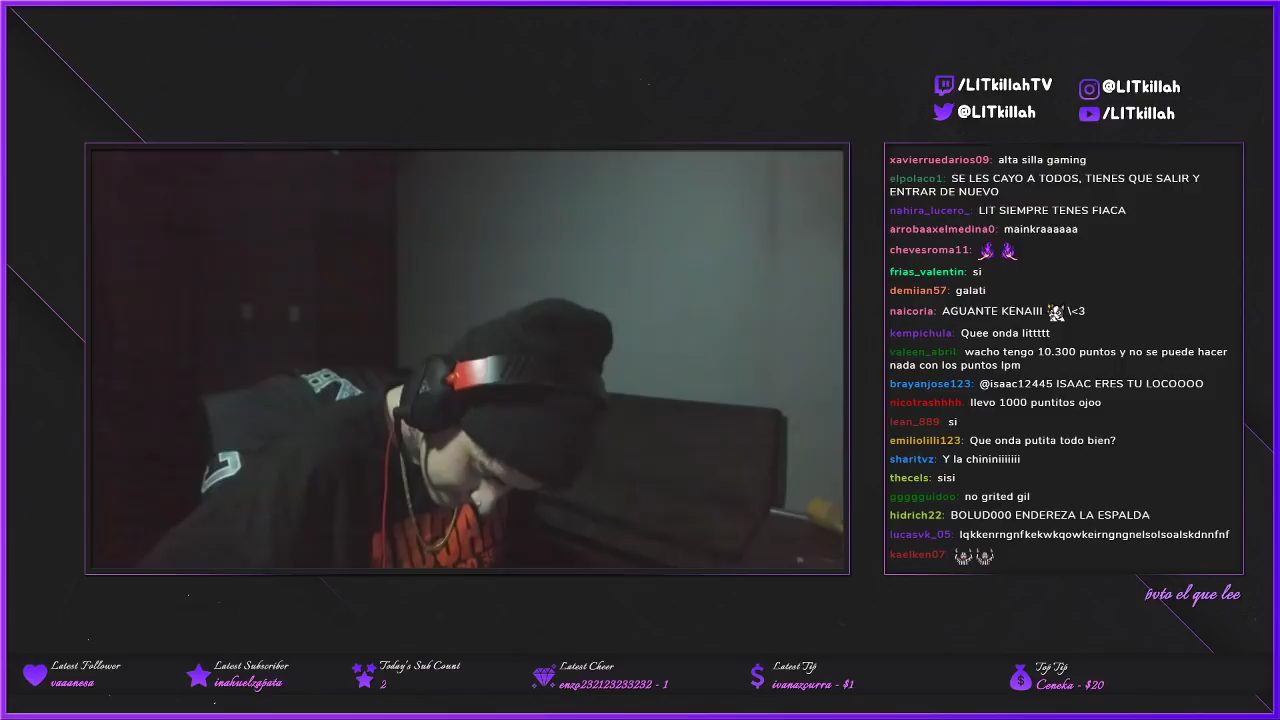 /LITkillahTV
@LITkillah
@LITkillah
/LITkillah
xavierruedarios09: alta silla gaming
elpolaco1: SE LES CAYO A TODOS, TIENES QUE SALIR Y
ENTRAR DE NUEVO
nahira_lucero_: LIT SIEMPRE TENES FIACA
arrobaaxelmedina0: mainkraaaaaa
chevesroma11:
frias_valentin: si
demiian57: galati
naicoria: AGUANTE KENAIII \<3
kempichula: Quee onda littttt
valeen_abril: wacho tengo 10.300 puntos y no se puede hacer
nada con los puntos lpm
brayanjose123: @isaac12445 ISAAC ERES TU LOCOOOO
nicotrashhhh: llevo 1000 puntitos ojoo
lean_889: si
emiliolilli123: Que onda putita todo bien?
sharitvz: Y la chininiiiiiii
thecels: sisi
ggggguidoo: no grited gil
hidrich22: BOLUD000 ENDEREZA LA ESPALDA
lucasvk_05: lqkkenrngnfkekwkqowkeirngngnelsolsoalskdnnfnf
kaelken07:
pvto el que lee
Latest Follower
vaaanesa
Latest Subscriber
inahuelzapata
Today's Sub Count
2
Latest Cheer
enzo232123233232 - 1
Latest Tip
ivanazcurra - $1
Top Tip
Ceneka - $20